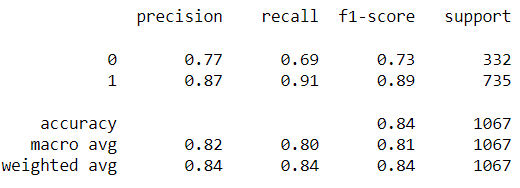 precision recall f1-score support
0 0.77 0.69 0.73 332
1 0.87 0.91 0.89 735
accuracy 0.84 1067
macro avg 0.82 0.80 0.81 1067
weighted avg 0.84 0.84 0.84 1067